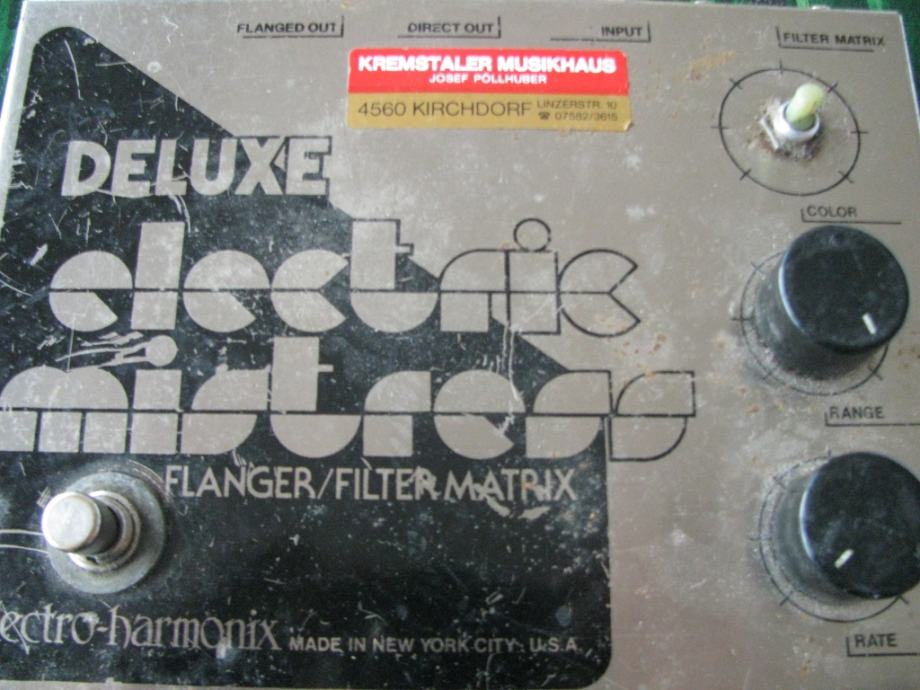 FLANGED OUT
DIRECT OUT
INPUT
FILTER MATRIX
KREMSTALER MUSIKHAUS
JOSEF PÖLLHUBER
4560 KIRCHDORF LINZERSTR. 10
☎ 07582/3615
DELUXE
COLOR
electric
mistress
RANGE
FLANGER/FILTER MATRIX
ectro-harmonix MADE IN NEW YORK CITY U.S.A.
RATE